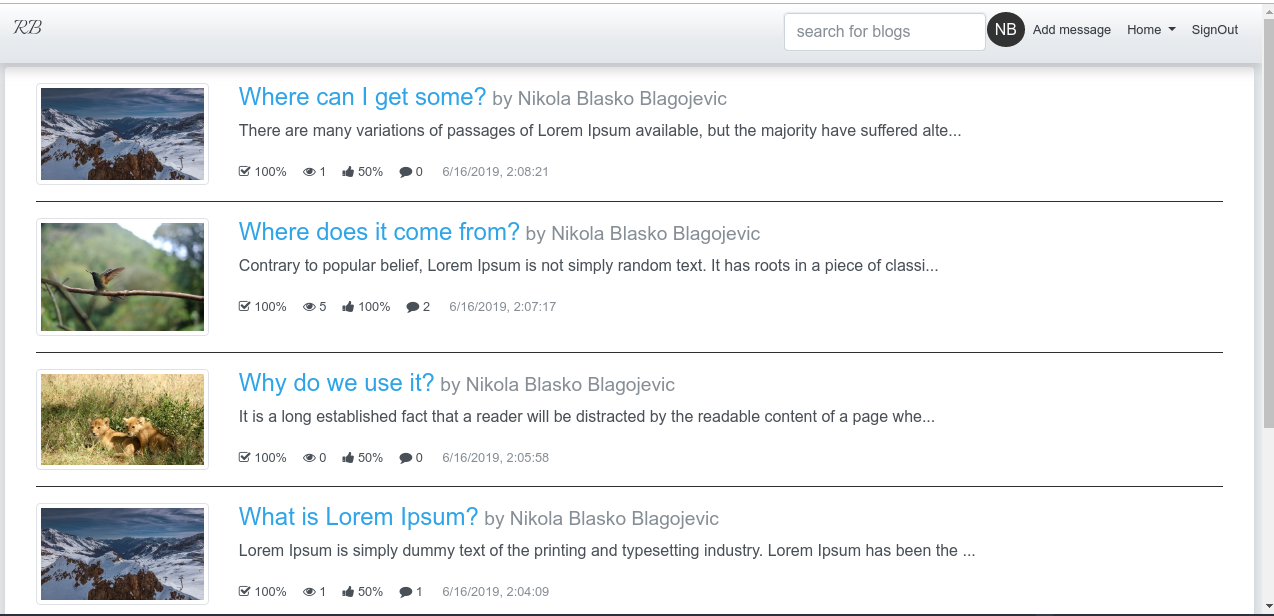 RB search for blogs NB Add message Home SignOut
Where can I get some? by Nikola Blasko Blagojevic
There are many variations of passages of Lorem Ipsum available, but the majority have suffered alte...
100% 1 50% 0 6/16/2019, 2:08:21
Where does it come from? by Nikola Blasko Blagojevic
Contrary to popular belief, Lorem Ipsum is not simply random text. It has roots in a piece of classi...
100% 5 100% 2 6/16/2019, 2:07:17
Why do we use it? by Nikola Blasko Blagojevic
It is a long established fact that a reader will be distracted by the readable content of a page whe...
100% 0 50% 0 6/16/2019, 2:05:58
What is Lorem Ipsum? by Nikola Blasko Blagojevic
Lorem Ipsum is simply dummy text of the printing and typesetting industry. Lorem Ipsum has been the ...
100% 1 50% 1 6/16/2019, 2:04:09